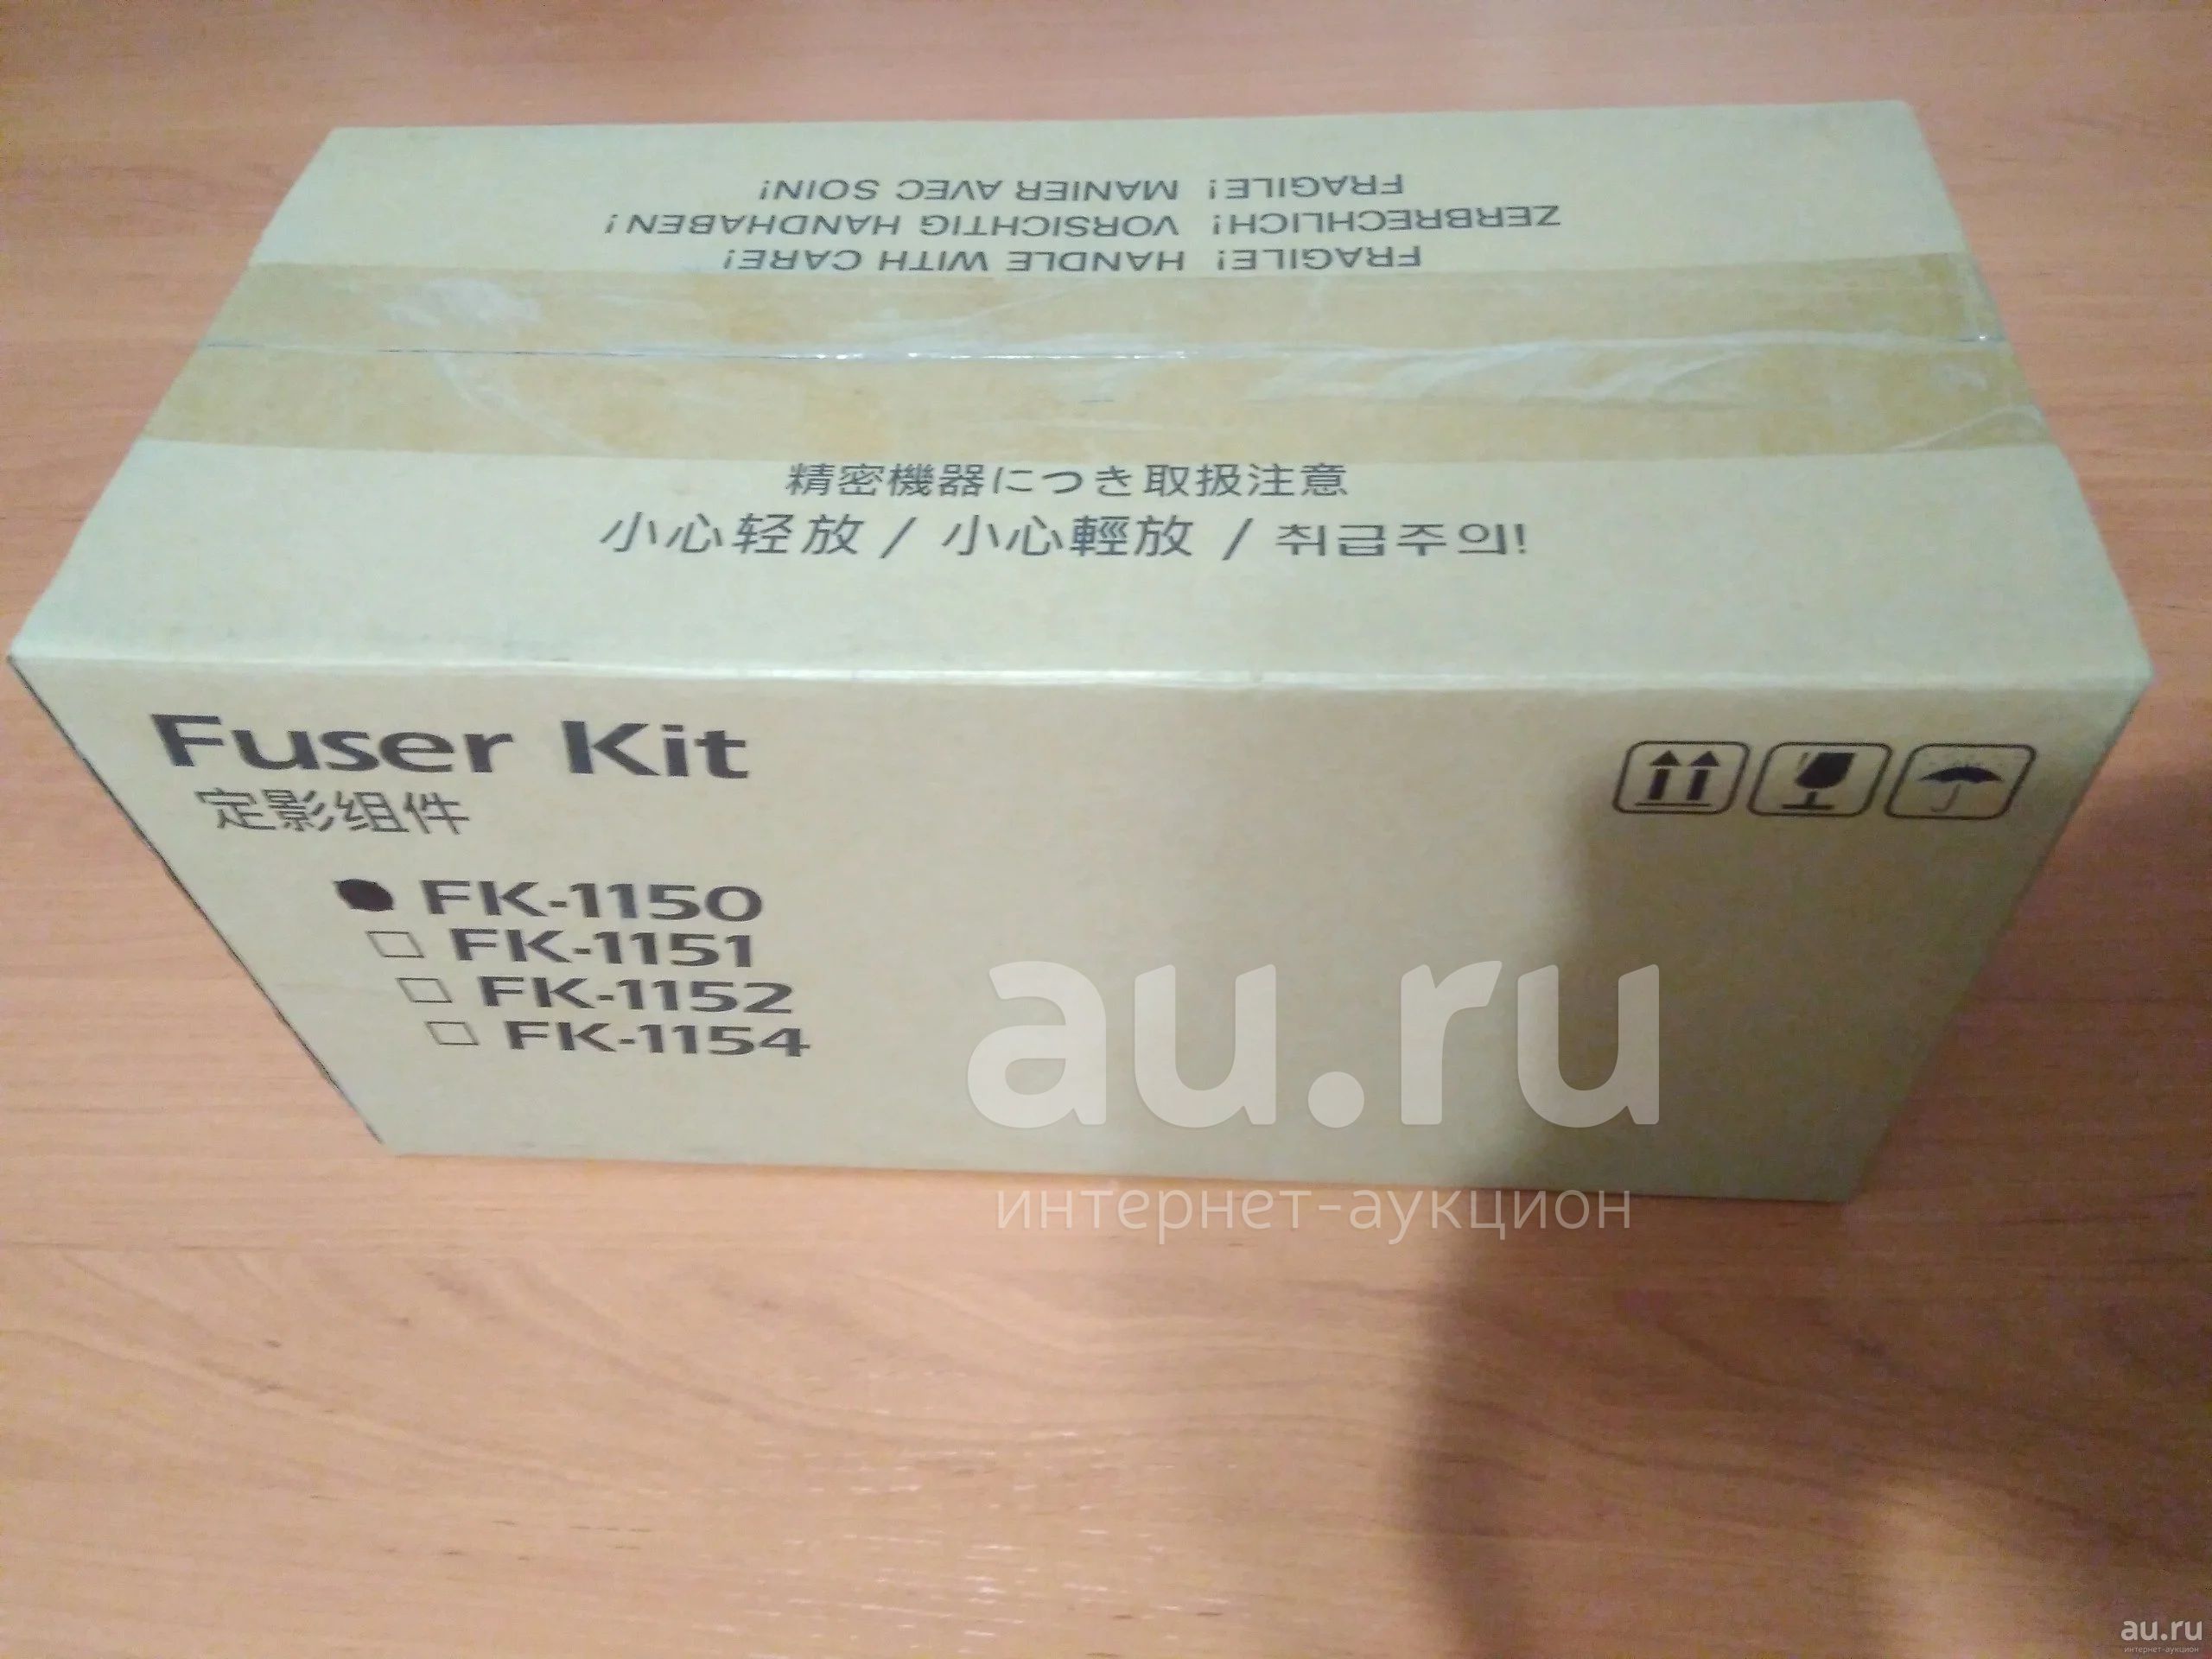 FRAGILE! MANIER AVEC SOIN!
ZERBRECHLICH! VORSICHTIG HANDHABEN!
FRAGILE! HANDLE WITH CARE!
精密機器につき取扱注意
小心轻放 / 小心輕放 / 취급주의!
Fuser Kit
定影组件
FK-1150
FK-1151
FK-1152
FK-1154
au.ru
интернет-аукцион
au.ru
интернет-аукцион